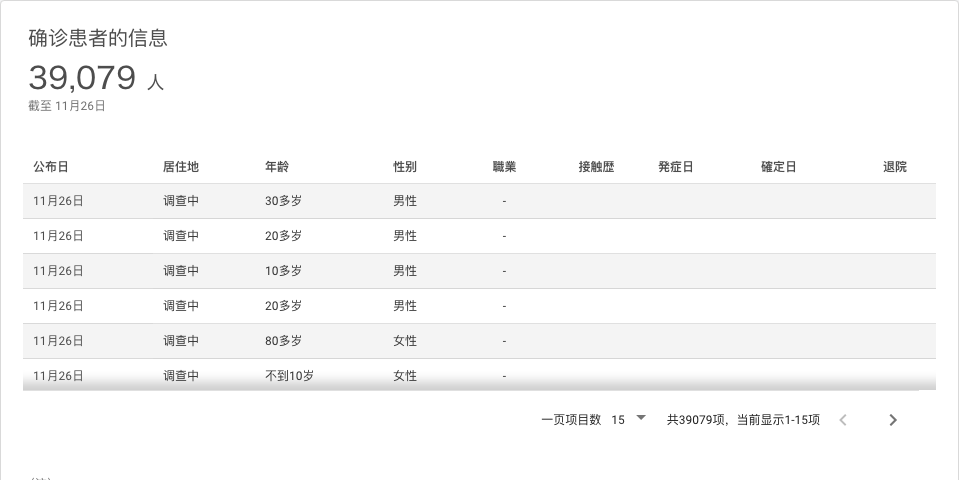 确诊患者的信息
39,079 人
截至 11月26日
公布日 居住地 年龄 性别 職業 接触歴 発症日 確定日 退院
11月26日 调查中 30多岁 男性 -
11月26日 调查中 20多岁 男性 -
11月26日 调查中 10多岁 男性 -
11月26日 调查中 20多岁 男性 -
11月26日 调查中 80多岁 女性 -
11月26日 调查中 不到10岁 女性 -
一页项目数 15 共39079项，当前显示1-15项